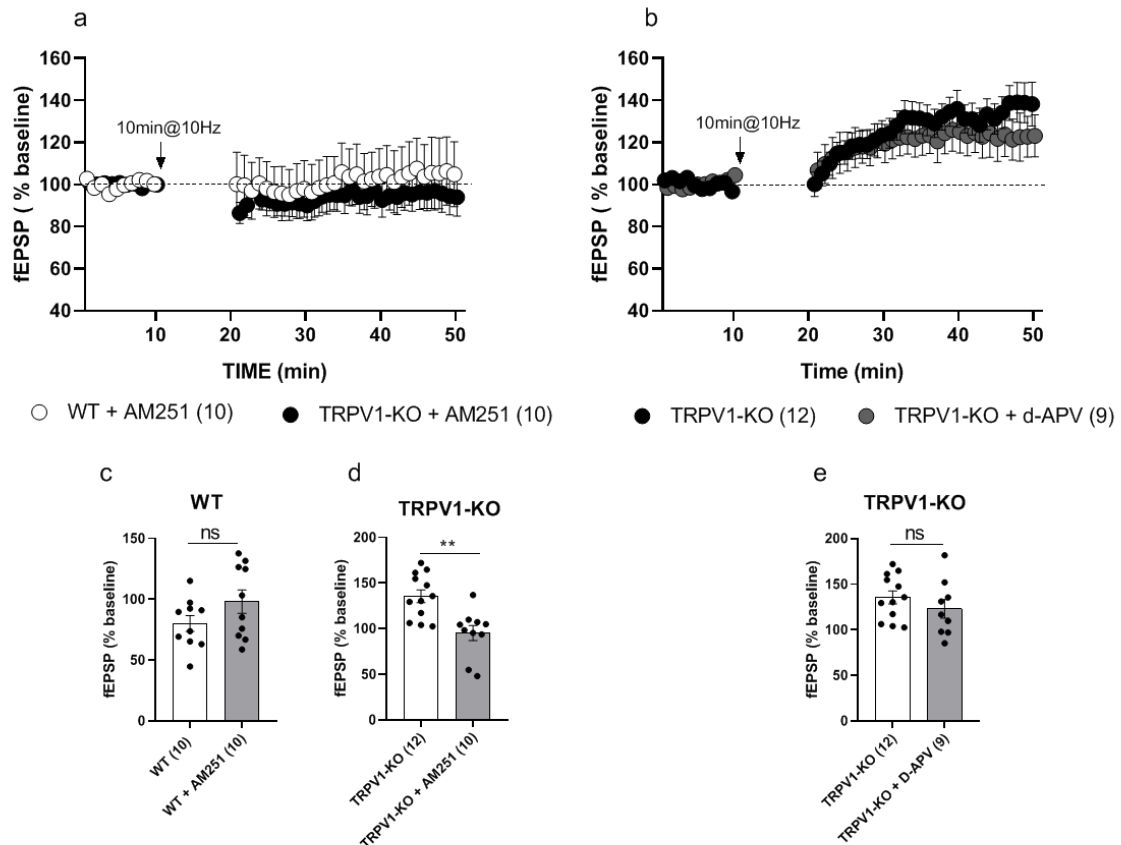 a
160
140
120
100
80
60
40
fEPSP ( % baseline)
10min@10Hz
10
20
30
40
50
TIME (min)
WT + AM251 (10)
TRPV1-KO + AM251 (10)
b
160
140
120
100
80
60
40
fEPSP ( % baseline)
10min@10Hz
10
20
30
40
50
Time (min)
TRPV1-KO (12)
TRPV1-KO + d-APV (9)
c
WT
ns
150
100
50
0
fEPSP (% baseline)
WT (10)
WT + AM251 (10)
d
TRPV1-KO
**
200
150
100
50
0
fEPSP (% baseline)
TRPV1-KO (12)
TRPV1-KO + AM251 (10)
e
TRPV1-KO
ns
200
150
100
50
0
fEPSP (% baseline)
TRPV1-KO (12)
TRPV1-KO + D-APV (9)